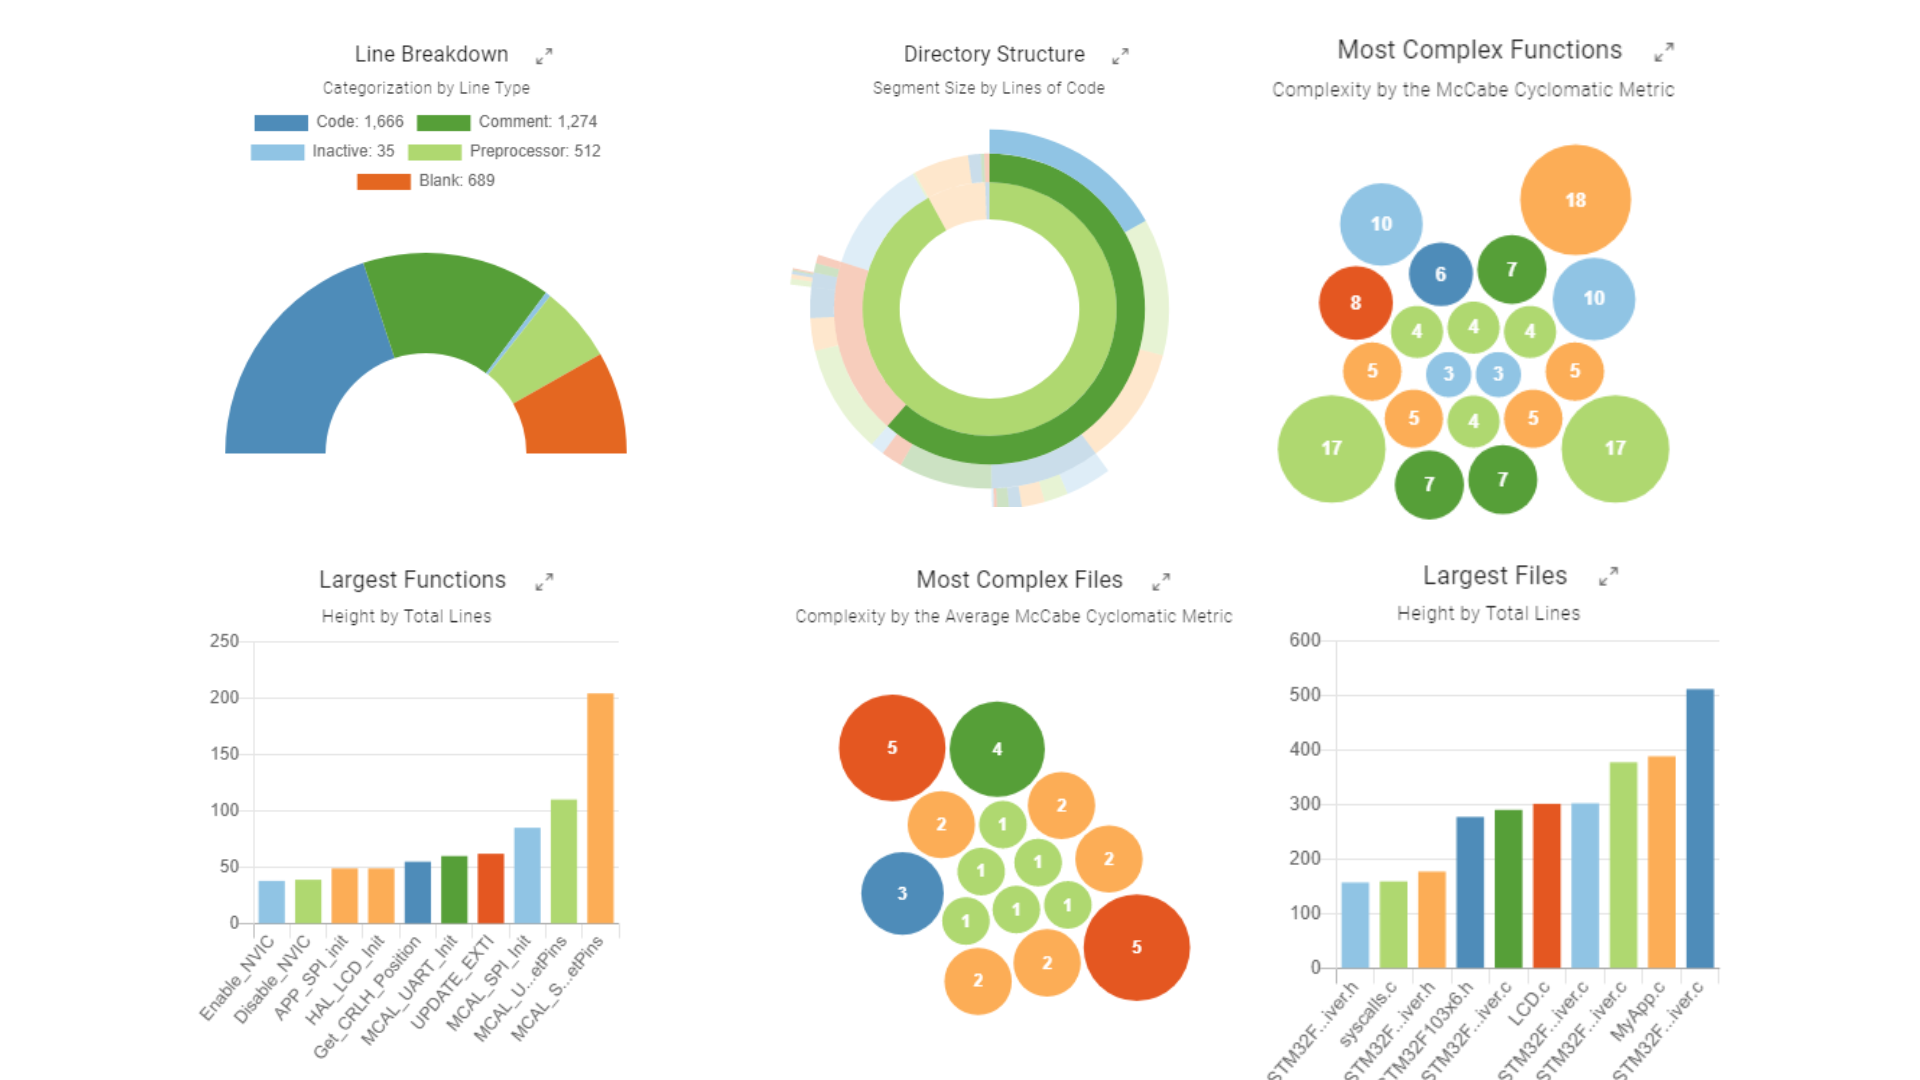 Line Breakdown
Categorization by Line Type
Code: 1,666 Comment: 1,274
Inactive: 35 Preprocessor: 512
Blank: 689
Directory Structure
Segment Size by Lines of Code
Most Complex Functions
Complexity by the McCabe Cyclomatic Metric
18
10
7
6
10
8
4
4
4
5
3
3
5
5
4
5
17
17
7
7
Largest Functions
Height by Total Lines
250
200
150
100
50
0
Enable_NVIC
Disable_NVIC
APP_SPI_init
HAL_LCD_Init
Get_CRLH_Position
MCAL_UART_Init
UPDATE_EXTI
MCAL_SPI_Init
MCAL_U...etPins
MCAL_S...etPins
Most Complex Files
Complexity by the Average McCabe Cyclomatic Metric
5
4
2
2
1
1
1
2
3
1
1
1
5
2
2
Largest Files
Height by Total Lines
600
500
400
300
200
100
0
STM32F...iver.h
syscalls.c
STM32F...iver.h
STM32F103x6.h
STM32F...iver.c
LCD.c
STM32F...iver.c
STM32F...iver.c
MyApp.c
STM32F...iver.c